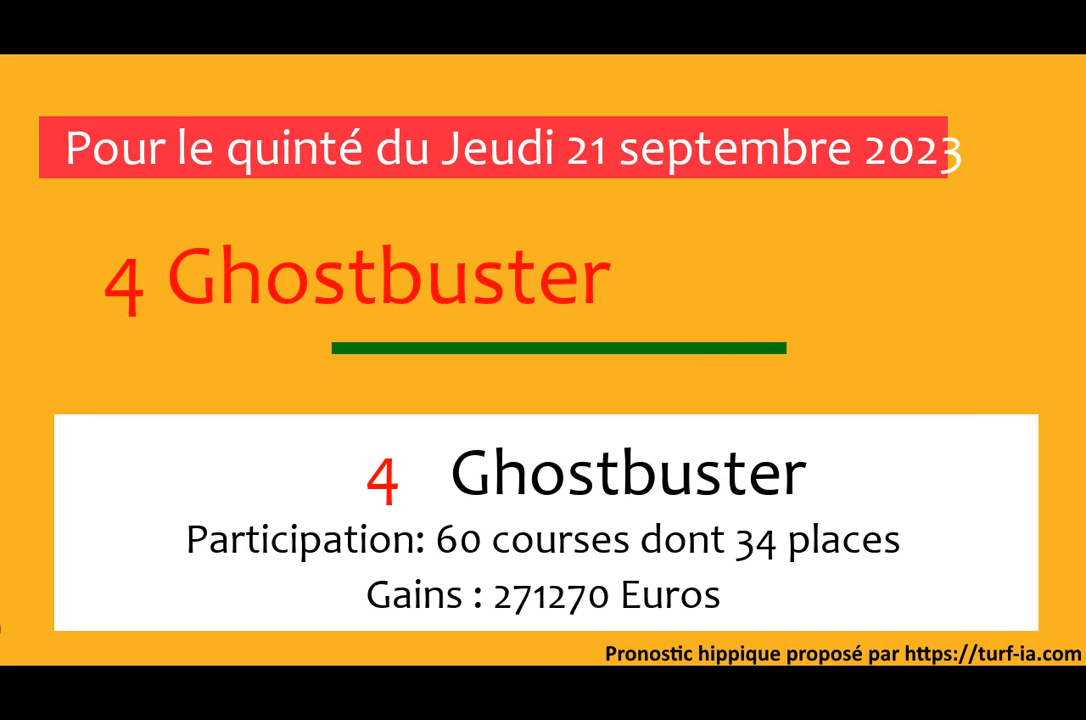 Pour le quinté du Jeudi 21 septembre 2023
4 Ghostbuster
4 Ghostbuster
Participation: 60 courses dont 34 places
Gains : 271270 Euros
Pronostic hippique proposé par https://turf-ia.com